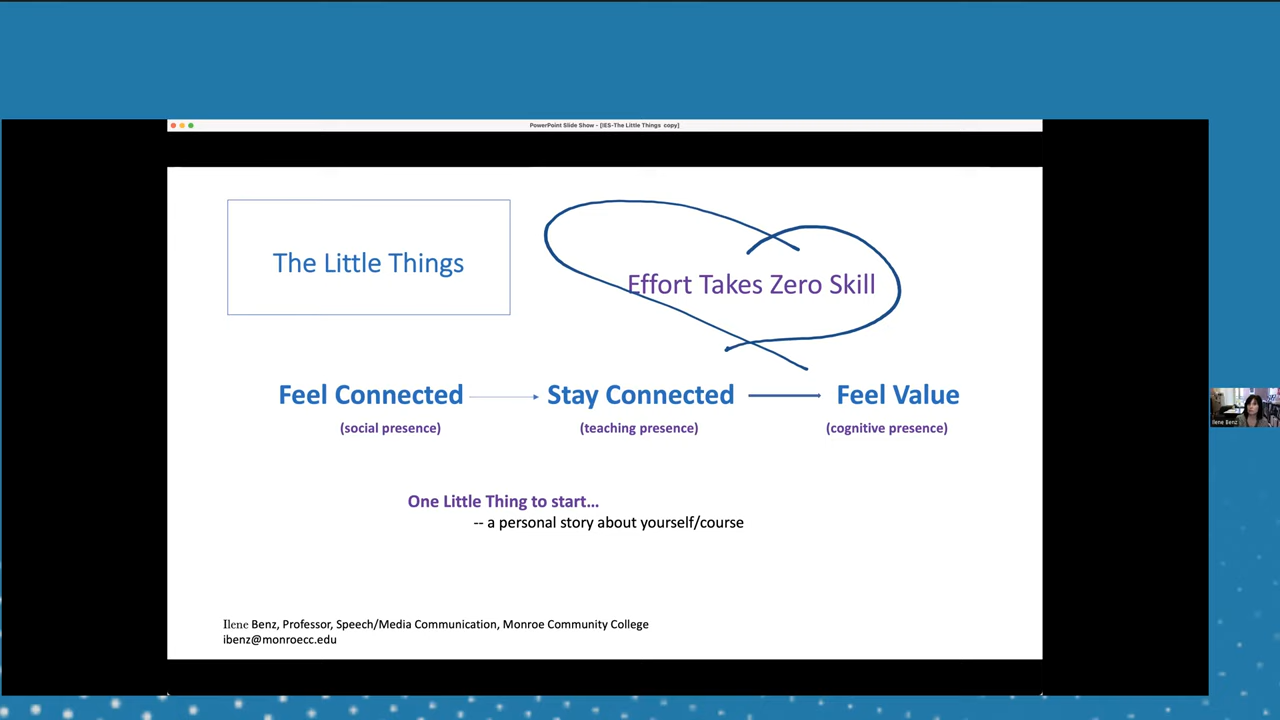 PowerPoint Slide Show - [IES-The Little Things copy]
The Little Things
Effort Takes Zero Skill
Feel Connected
Stay Connected
Feel Value
(social presence)
(teaching presence)
(cognitive presence)
One Little Thing to start...
-- a personal story about yourself/course
Ilene Benz, Professor, Speech/Media Communication, Monroe Community College
ibenz@monroecc.edu
Ilene Benz